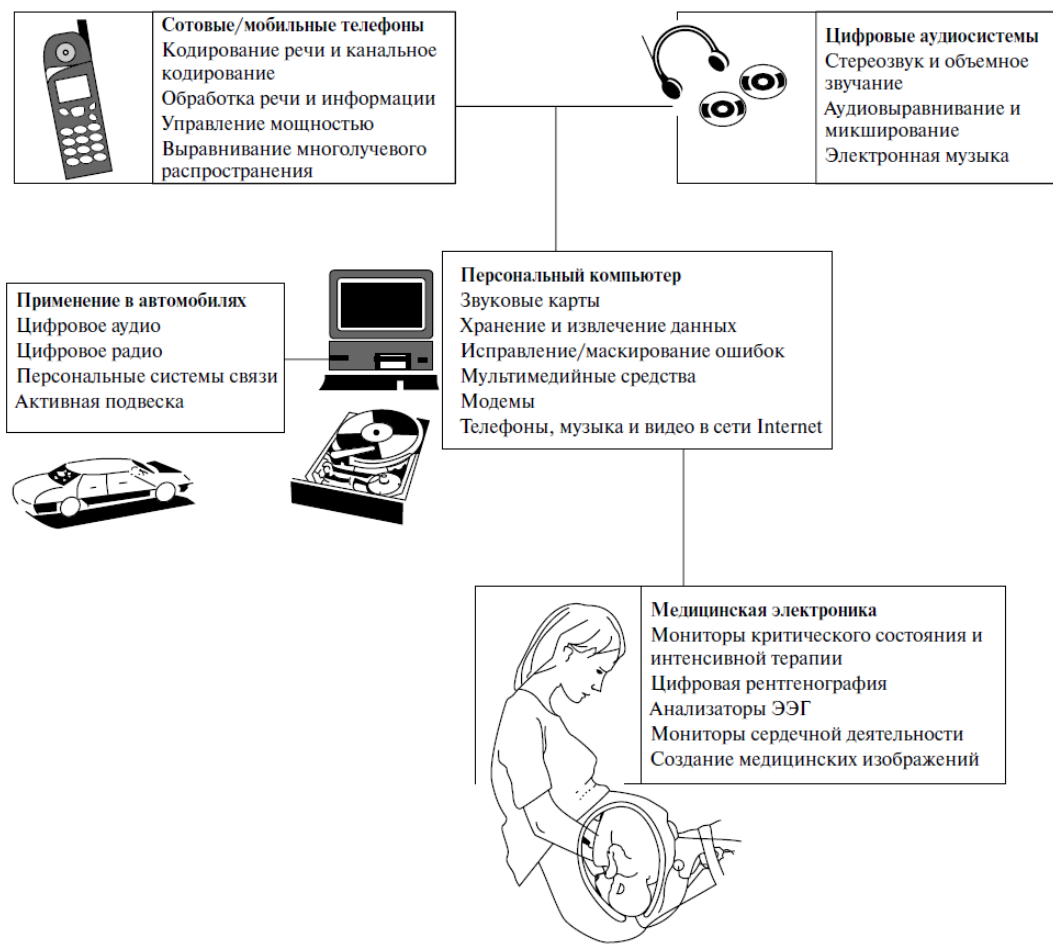 Сотовые/мобильные телефоны
Кодирование речи и канальное
кодирование
Обработка речи и информации
Управление мощностью
Выравнивание многолучевого
распространения
Цифровые аудиосистемы
Стереозвук и объемное
звучание
Аудиовыравнивание и
микширование
Электронная музыка
Применение в автомобилях
Цифровое аудио
Цифровое радио
Персональные системы связи
Активная подвеска
Персональный компьютер
Звуковые карты
Хранение и извлечение данных
Исправление/маскирование ошибок
Мультимедийные средства
Модемы
Телефоны, музыка и видео в сети Internet
Медицинская электроника
Мониторы критического состояния и
интенсивной терапии
Цифровая рентгенография
Анализаторы ЭЭГ
Мониторы сердечной деятельности
Создание медицинских изображений